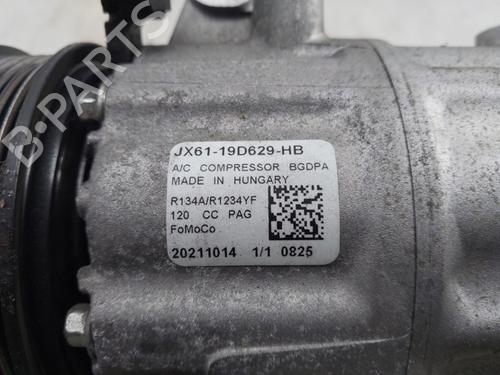 JX61-19D629-HB
A/C COMPRESSOR BGDPA
MADE IN HUNGARY
R134A/R1234YF
120 CC PAG
FoMoCo
20211014 1/1 0825
B-PARTS